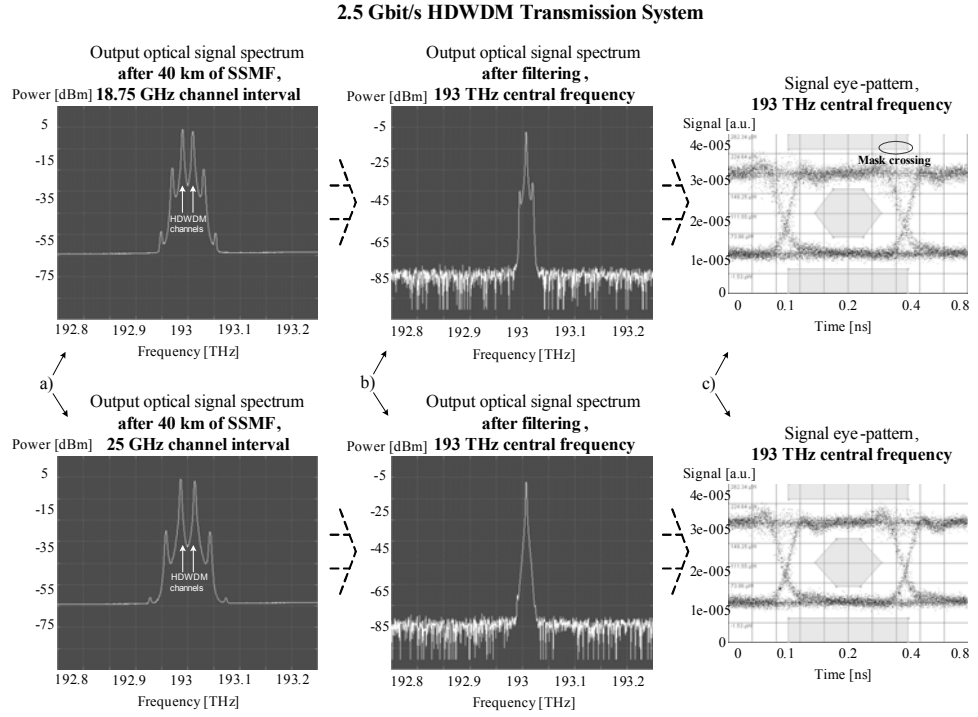 2.5 Gbit/s HDWDM Transmission System
Output optical signal spectrum
after 40 km of SSMF,
Power [dBm] 18.75 GHz channel interval
5
-15
-35
-55
-75
HDWDM
channels
192.8 192.9 193 193.1 193.2
Frequency [THz]
Output optical signal spectrum
after filtering ,
Power [dBm] 193 THz central frequency
-5
-25
-45
-65
-85
192.8 192.9 193 193.1 193.2
Frequency [THz]
Signal eye-pattern,
193 THz central frequency
Signal [a.u.]
4e-005
3e-005
2e-005
1e-005
0
Mask crossing
0 0.1 0.2 0.4 0.8
Time [ns]
a)
b)
c)
Output optical signal spectrum
after 40 km of SSMF,
Power [dBm] 25 GHz channel interval
5
-15
-35
-55
-75
HDWDM
channels
192.8 192.9 193 193.1 193.2
Frequency [THz]
Output optical signal spectrum
after filtering ,
Power [dBm] 193 THz central frequency
-5
-25
-45
-65
-85
192.8 192.9 193 193.1 193.2
Frequency [THz]
Signal eye-pattern,
193 THz central frequency
Signal [a.u.]
4e-005
3e-005
2e-005
1e-005
0
0 0.1 0.2 0.4 0.8
Time [ns]